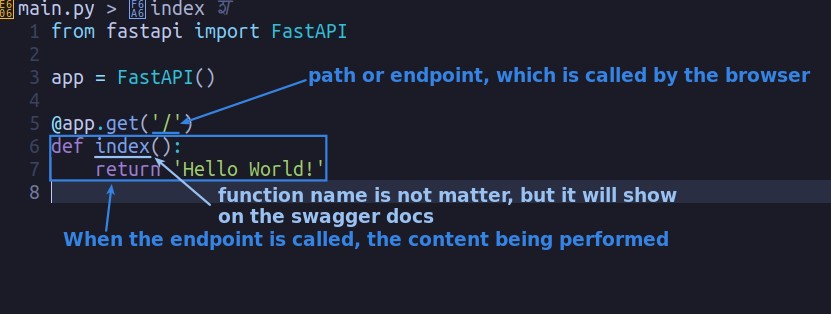 main.py > index
1 from fastapi import FastAPI
2
3 app = FastAPI()
path or endpoint, which is called by the browser
4
5 @app.get('/')
6 def index():
7     return 'Hello World!'
8
function name is not matter, but it will show
on the swagger docs
When the endpoint is called, the content being performed